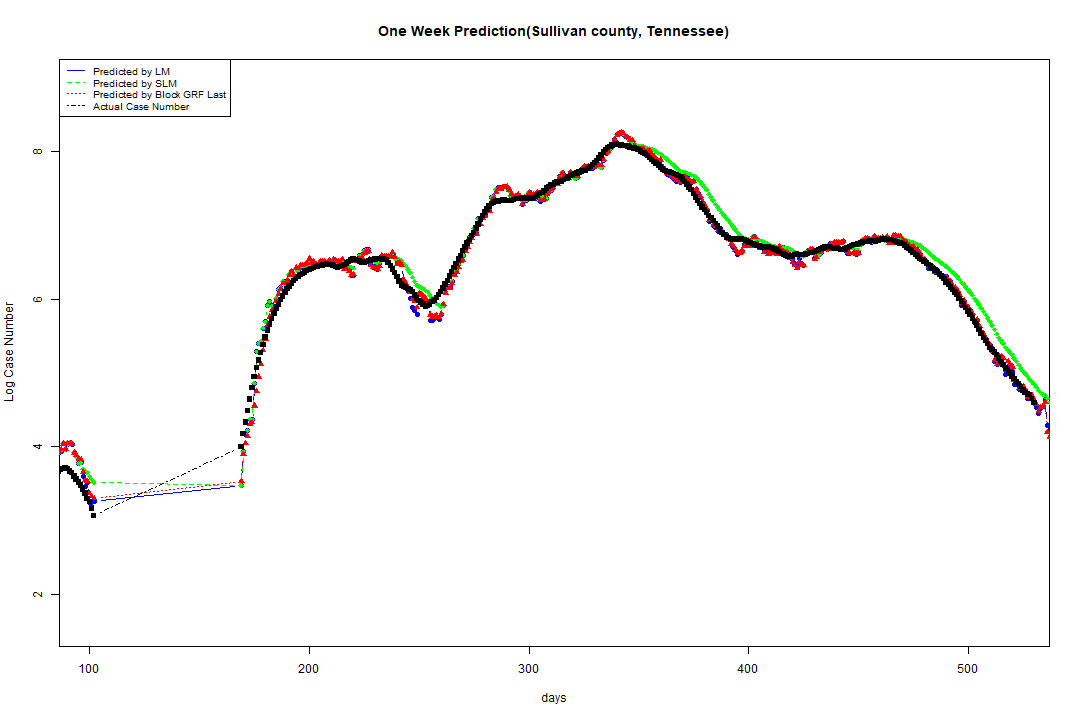 One Week Prediction(Sullivan county, Tennessee)
Predicted by LM
Predicted by SLM
Predicted by Block GRF Last
Actual Case Number
8
6
4
2
Log Case Number
100 200 300 400 500
days